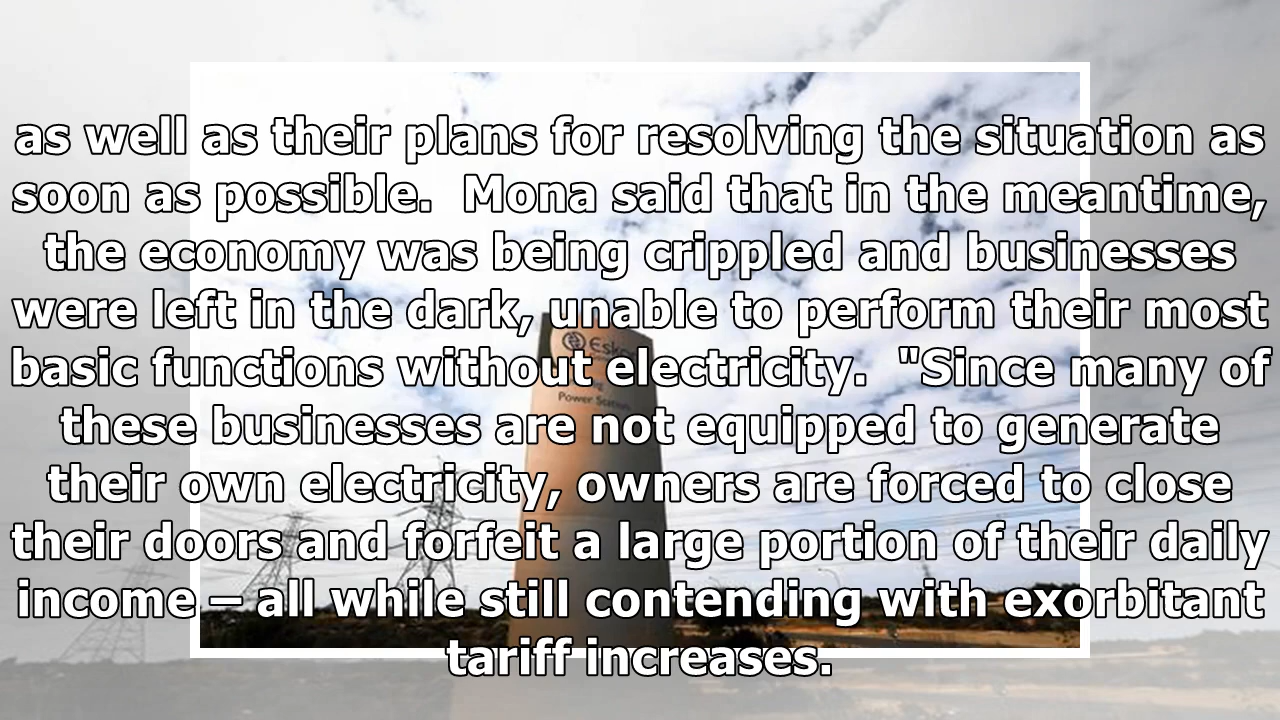 as well as their plans for resolving the situation as
soon as possible.  Mona said that in the meantime,
the economy was being crippled and businesses
were left in the dark, unable to perform their most
basic functions without electricity.  "Since many of
these businesses are not equipped to generate
their own electricity, owners are forced to close
their doors and forfeit a large portion of their daily
income – all while still contending with exorbitant
tariff increases.
Power